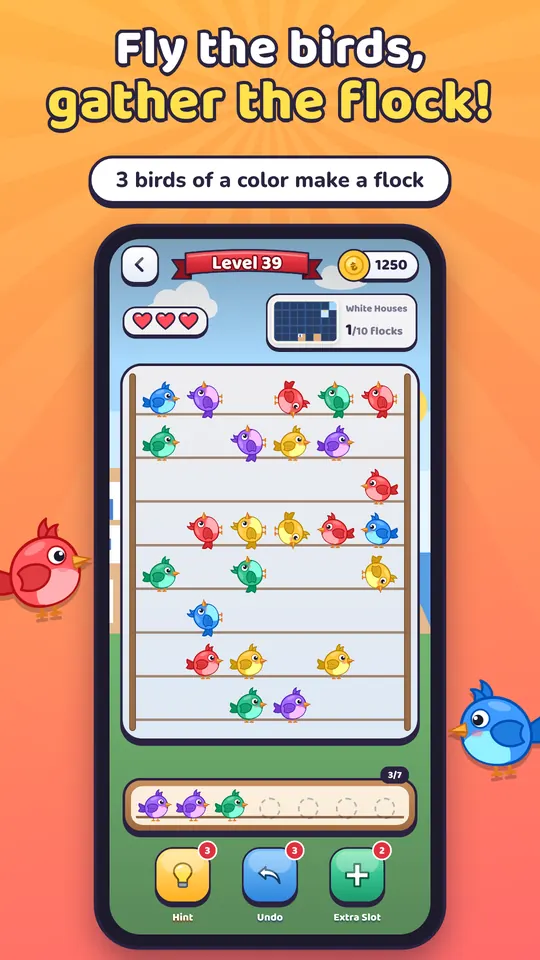 Fly the birds,
gather the flock!
3 birds of a color make a flock
Level 39
1250
White Houses
1/10 flocks
3/7
3
3
2
Hint
Undo
Extra Slot